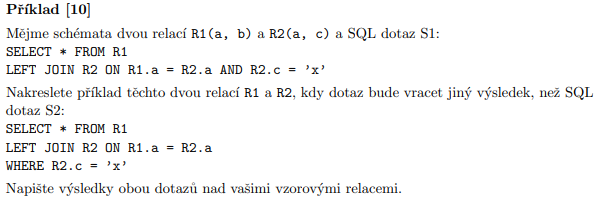 Příklad [10]
Mějme schémata dvou relací R1(a, b) a R2(a, c) a SQL dotaz S1:
SELECT * FROM R1
LEFT JOIN R2 ON R1.a = R2.a AND R2.c = 'x'
Nakreslete příklad těchto dvou relací R1 a R2, kdy dotaz bude vracet jiný výsledek, než SQL
dotaz S2:
SELECT * FROM R1
LEFT JOIN R2 ON R1.a = R2.a
WHERE R2.c = 'x'
Napište výsledky obou dotazů nad vašimi vzorovými relacemi.